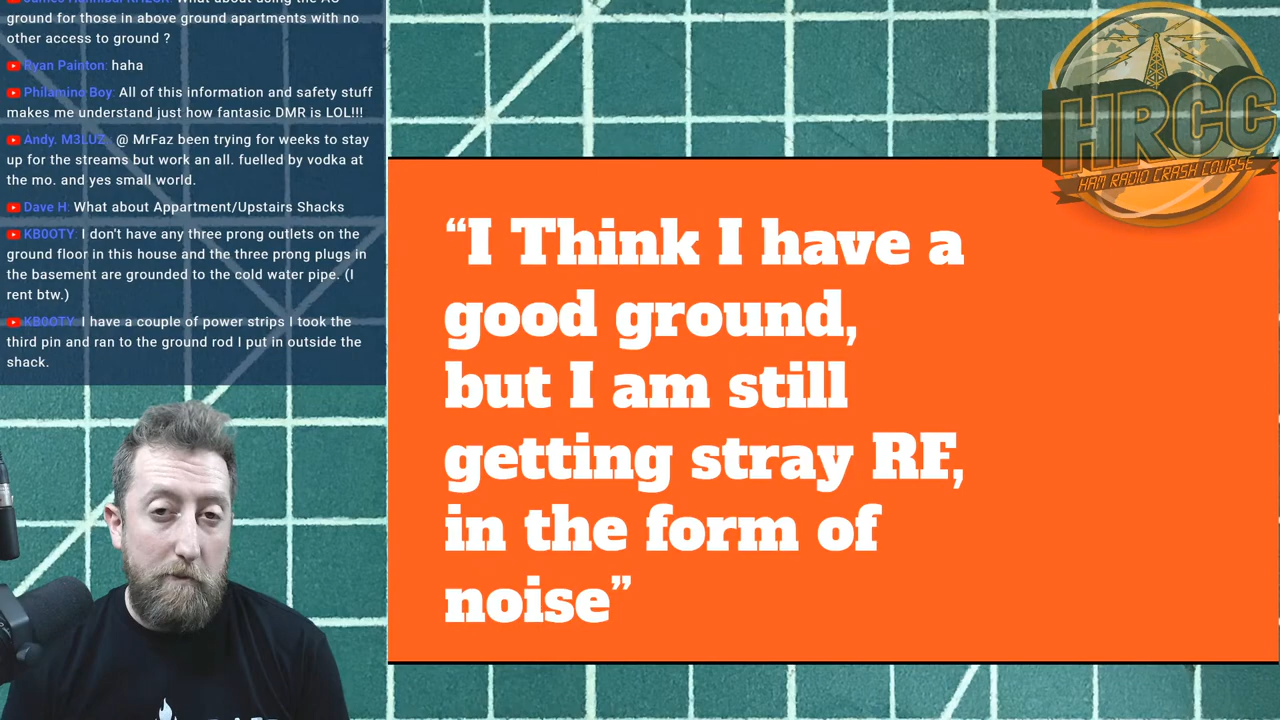 ground for those in above ground apartments with no
other access to ground ?
Ryan Painton: haha
Philamino Boy: All of this information and safety stuff
makes me understand just how fantasic DMR is LOL!!!
Andy. M3LUZ : @ MrFaz been trying for weeks to stay
up for the streams but work an all. fuelled by vodka at
the mo. and yes small world.
Dave H: What about Appartment/Upstairs Shacks
KB0OTY: I don't have any three prong outlets on the
ground floor in this house and the three prong plugs in
the basement are grounded to the cold water pipe. (I
rent btw.)
KB0OTY: I have a couple of power strips I took the
third pin and ran to the ground rod I put in outside the
shack.
“I Think I have a
good ground,
but I am still
getting stray RF,
in the form of
noise”
HRCC
HAM RADIO CRASH COURSE